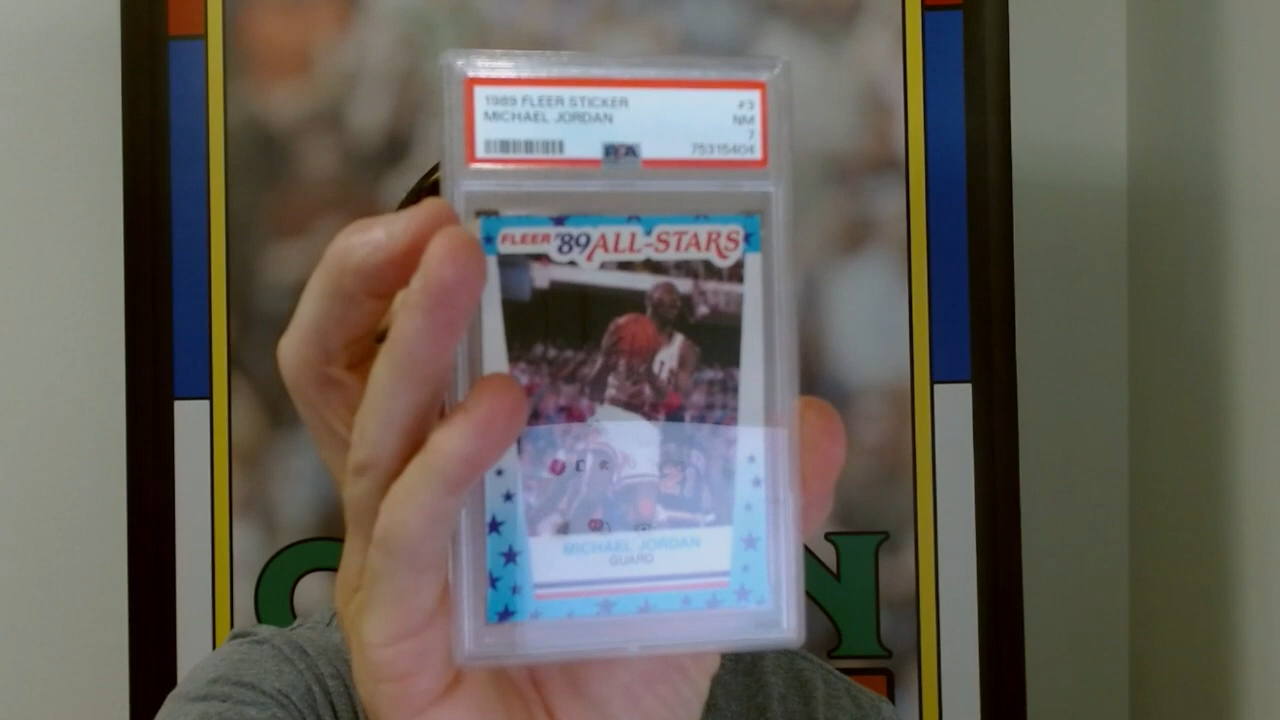 1989 FLEER STICKER #3
MICHAEL JORDAN NM
7
PSA 75315404
FLEER '89 ALL-STARS
MICHAEL JORDAN
GUARD
N